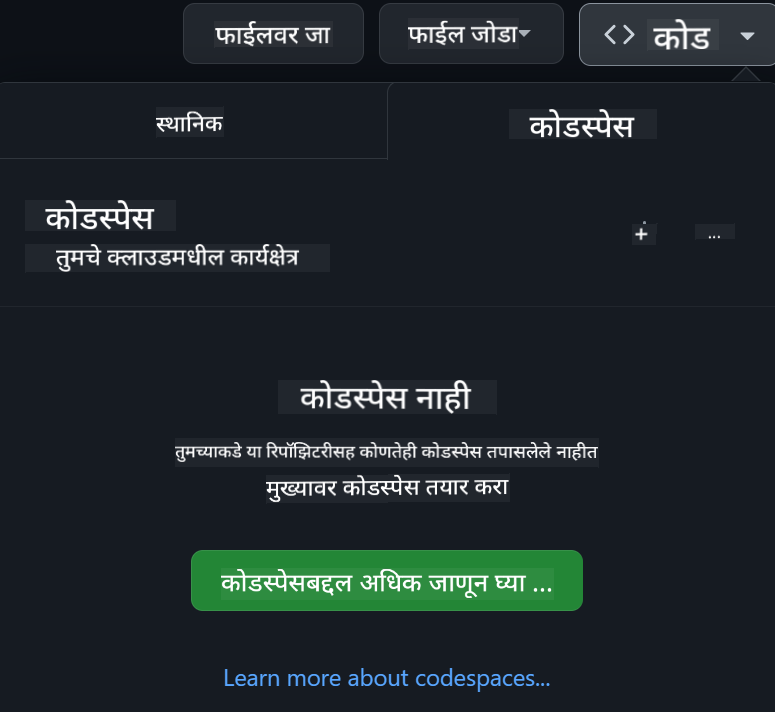 फाईलवर जा
फाईल जोडा
<> कोड
स्थानिक
कोडस्पेस
कोडस्पेस
तुमचे क्लाउडमधील कार्यक्षेत्र
+ ...
कोडस्पेस नाही
तुमच्याकडे या रिपॉझिटरीसह कोणतेही कोडस्पेस तपासलेले नाहीत
मुख्यावर कोडस्पेस तयार करा
कोडस्पेसबद्दल अधिक जाणून घ्या ...
Learn more about codespaces...